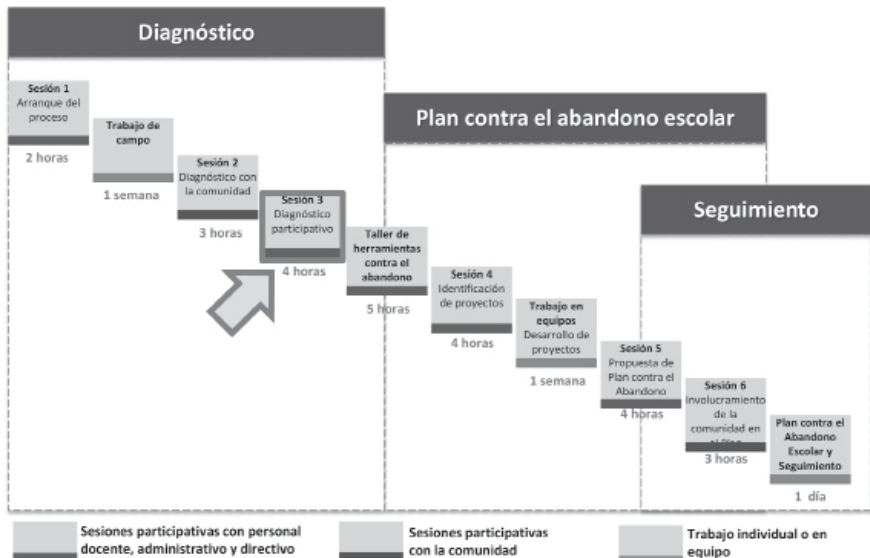 Diagnóstico
Sesión 1
Arranque del
proceso
2 horas
Trabajo de
campo
1 semana
Sesión 2
Diagnóstico con
la comunidad
3 horas
Sesión 3
Diagnóstico
participativo
4 horas
Plan contra el abandono escolar
Taller de
herramientas
contra el
abandono
5 horas
Sesión 4
Identificación
de proyectos
4 horas
Trabajo en
equipos
Desarrollo de
proyectos
1 semana
Seguimiento
Sesión 5
Propuesta de
Plan contra el
Abandono
4 horas
Sesión 6
Involucramiento
de la
comunidad en
el Plan
3 horas
Plan contra el
Abandono
Escolar y
Seguimiento
1 día
Sesiones participativas con personal
docente, administrativo y directivo
Sesiones participativas
con la comunidad
Trabajo individual o en
equipo